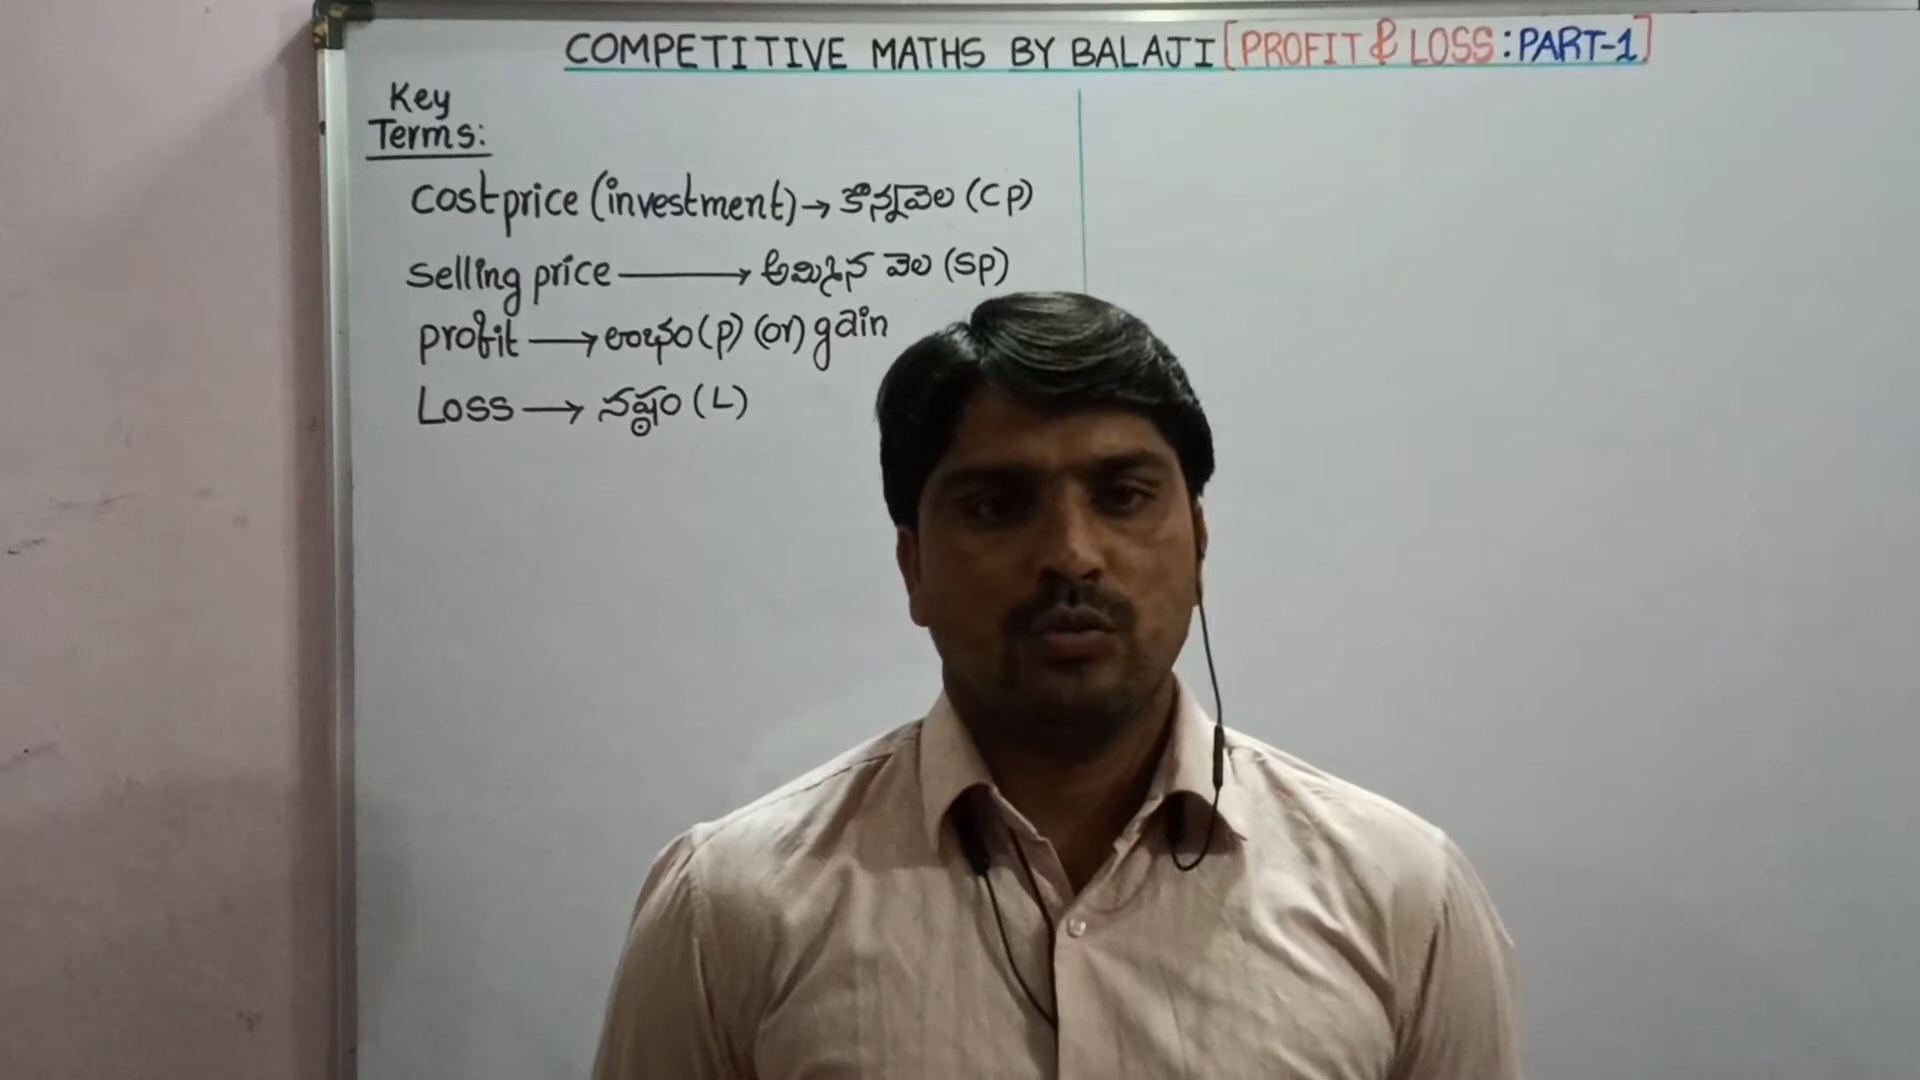 COMPETITIVE MATHS BY BALAJI [PROFIT & LOSS : PART-1]
Key
Terms:
Costprice (investment) → కొన్నవెల (CP)
Selling price → అమ్మిన వెల (SP)
profit → లాభం (P) (or) gain
Loss → నష్టం (L)